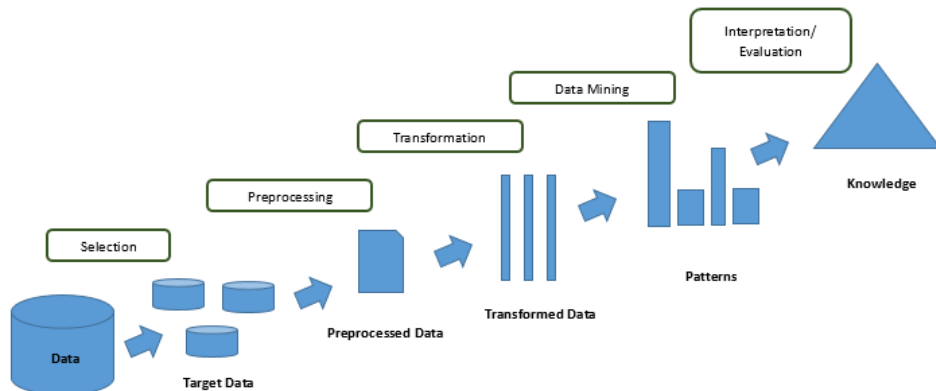 Interpretation/
Evaluation
Data Mining
Transformation
Knowledge
Preprocessing
Selection
Patterns
Transformed Data
Preprocessed Data
Data
Target Data